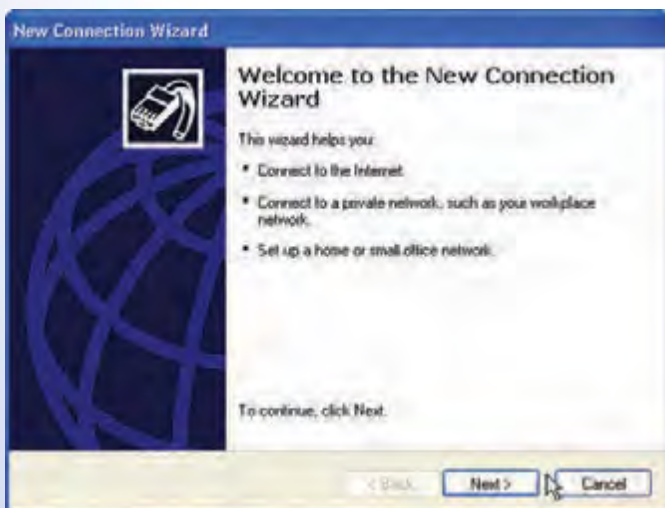 New Connection Wizard
Welcome to the New Connection
Wizard
This wizard helps you:
• Connect to the Internet.
• Connect to a private network, such as your workplace
network.
• Set up a home or small office network.
To continue, click Next.
< Back
Next >
Cancel